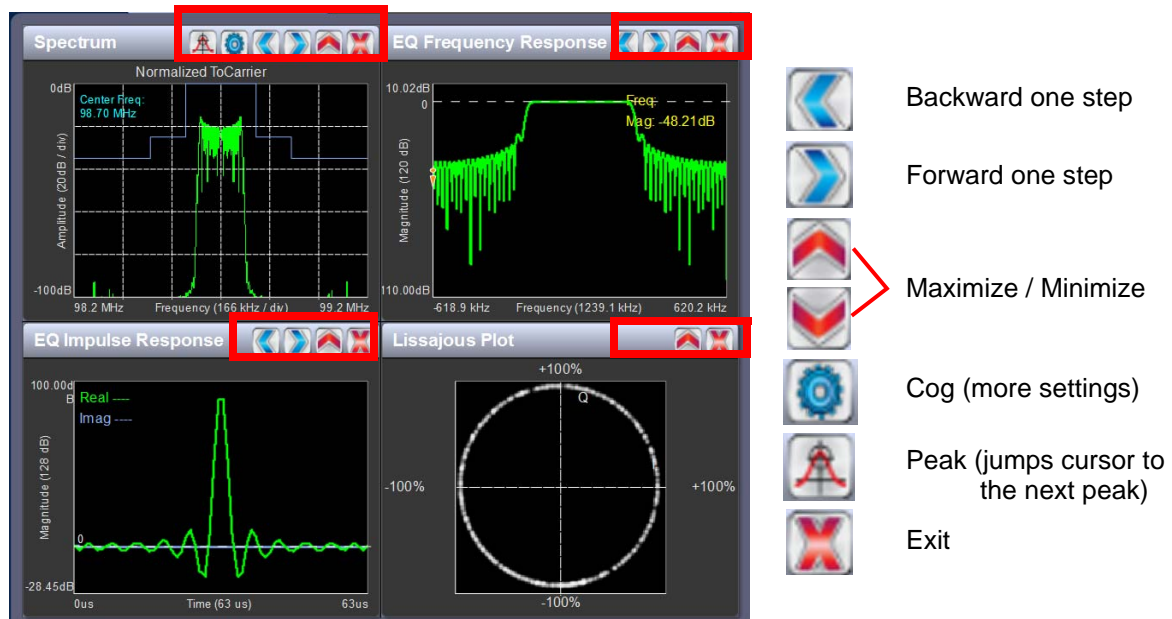 Spectrum
Normalized ToCarrier
0dB
Center Freq:
98.70 MHz
Amplitude (20dB / div)
-100dB
98.2 MHz
Frequency (166 kHz / div)
99.2 MHz
EQ Frequency Response
10.02dB
0
Freq:
Mag: -48.21dB
Magnitude (120 dB)
110.00dB
-618.9 kHz
Frequency (1239.1 kHz)
620.2 kHz
EQ Impulse Response
100.00d
B
Real ----
Imag ----
Magnitude (128 dB)
0
-28.45dB
0us
Time (63 us)
63us
Lissajous Plot
+100%
Q
-100%
+100%
-100%
Backward one step
Forward one step
Maximize / Minimize
Cog (more settings)
Peak (jumps cursor to
the next peak)
Exit